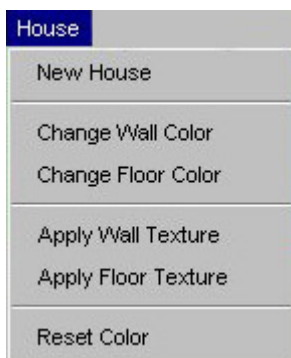 House
New House
Change Wall Color
Change Floor Color
Apply Wall Texture
Apply Floor Texture
Reset Color